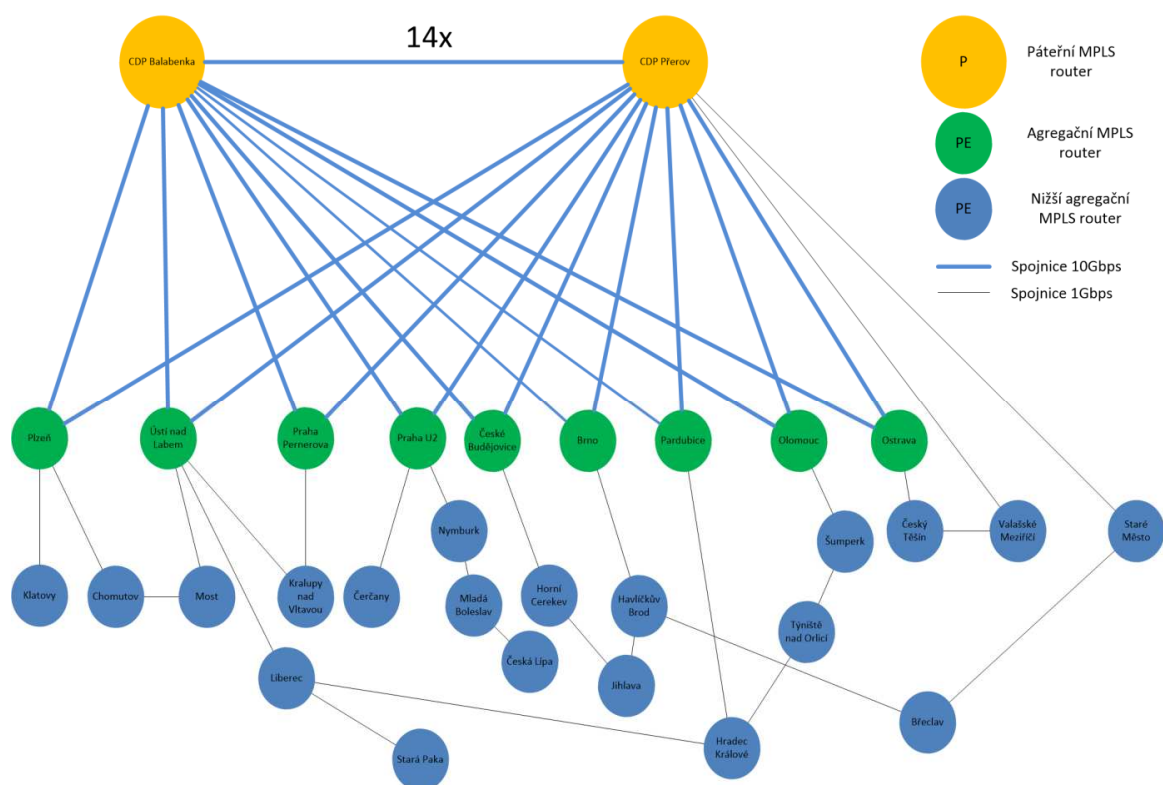 14x
CDP Balabenka
CDP Přerov
P
Páteřní MPLS
router
PE
Agregační MPLS
router
PE
Nižší agregační
MPLS router
Spojnice 10Gbps
Spojnice 1Gbps
Plzeň
Ústí nad
Labem
Praha
Pernerova
Praha U2
České
Budějovice
Brno
Pardubice
Olomouc
Ostrava
Nymburk
Šumperk
Český
Těšín
Valašské
Meziříčí
Staré
Město
Klatovy
Chomutov
Most
Kralupy
nad
Vltavou
Čerčany
Mladá
Boleslav
Horní
Cerekev
Havlíčkův
Brod
Týniště
nad Orlicí
Česká Lípa
Liberec
Jihlava
Břeclav
Hradec
Králové
Stará Paka